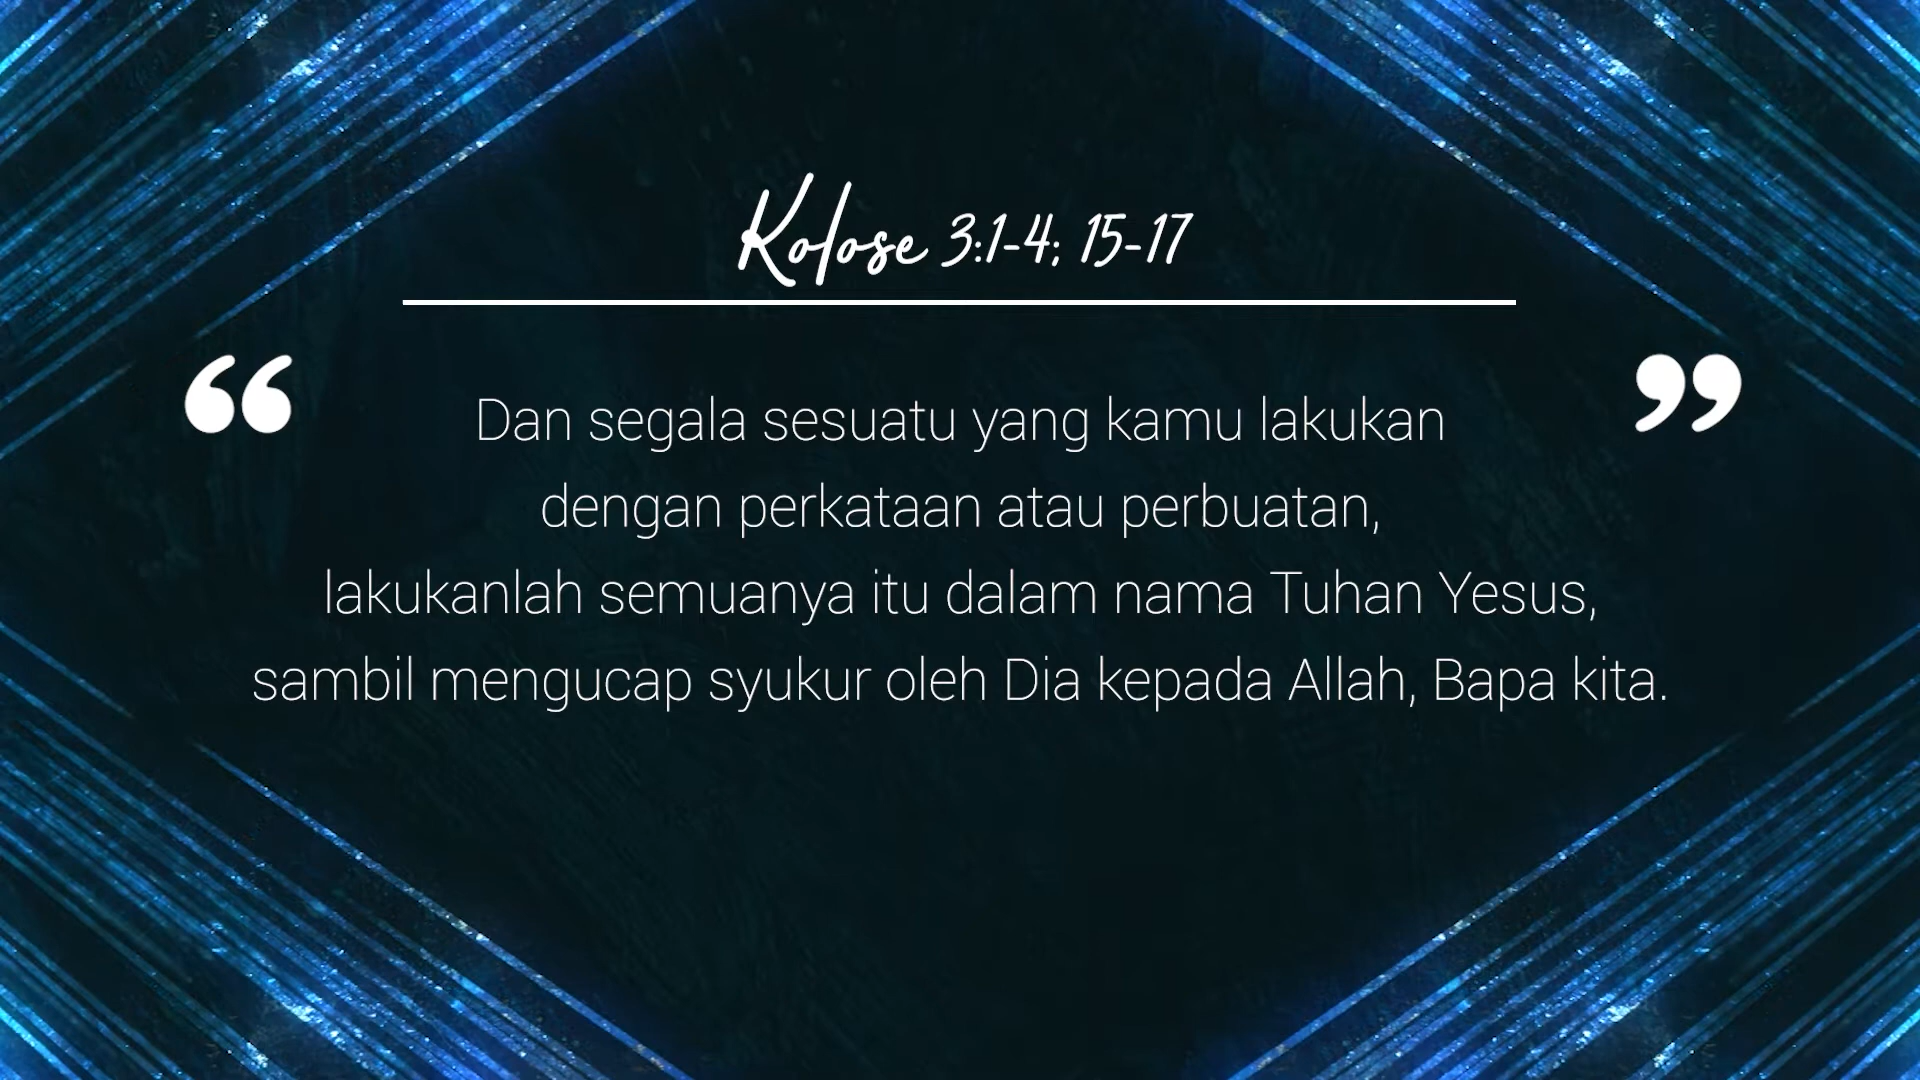 Kolose 3:1-4; 15-17
“ ”
Dan segala sesuatu yang kamu lakukan
dengan perkataan atau perbuatan,
lakukanlah semuanya itu dalam nama Tuhan Yesus,
sambil mengucap syukur oleh Dia kepada Allah, Bapa kita.